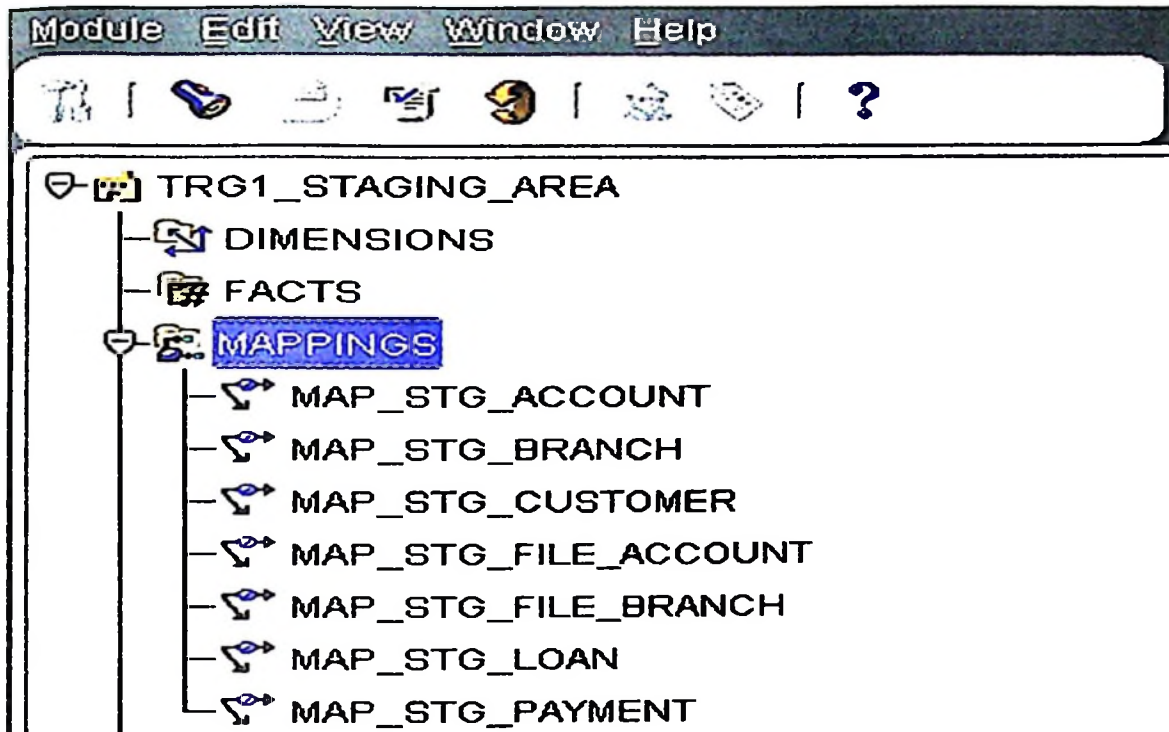 Module Edit View Window Help
?
TRG1_STAGING_AREA
DIMENSIONS
FACTS
MAPPINGS
MAP_STG_ACCOUNT
MAP_STG_BRANCH
MAP_STG_CUSTOMER
MAP_STG_FILE_ACCOUNT
MAP_STG_FILE_BRANCH
MAP_STG_LOAN
MAP_STG_PAYMENT